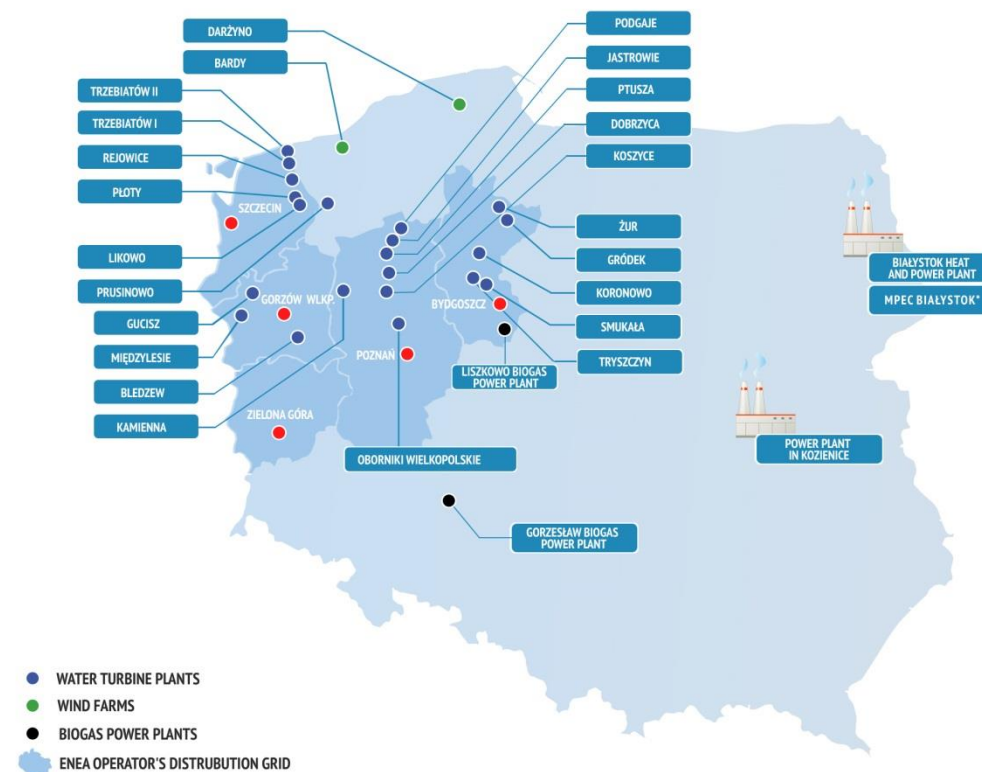 DARŻYNO
BARDY
TRZEBIATÓW II
TRZEBIATÓW I
REJOWICE
PŁOTY
LIKOWO
PRUSINOWO
GUCISZ
MIĘDZYLESIE
BLEDZEW
KAMIENNA
PODGAJE
JASTROWIE
PTUSZA
DOBRZYCA
KOSZYCE
ŻUR
GRÓDEK
KORONOWO
SMUKAŁA
TRYSZCZYN
SZCZECIN
GORZÓW WLKP.
BYDGOSZCZ
POZNAŃ
ZIELONA GÓRA
LISZKOWO BIOGAS
POWER PLANT
OBORNIKI WIELKOPOLSKIE
GORZESŁAW BIOGAS
POWER PLANT
BIAŁYSTOK HEAT
AND POWER PLANT
MPEC BIAŁYSTOK*
POWER PLANT
IN KOZIENICE
WATER TURBINE PLANTS
WIND FARMS
BIOGAS POWER PLANTS
ENEA OPERATOR'S DISTRUBUTION GRID